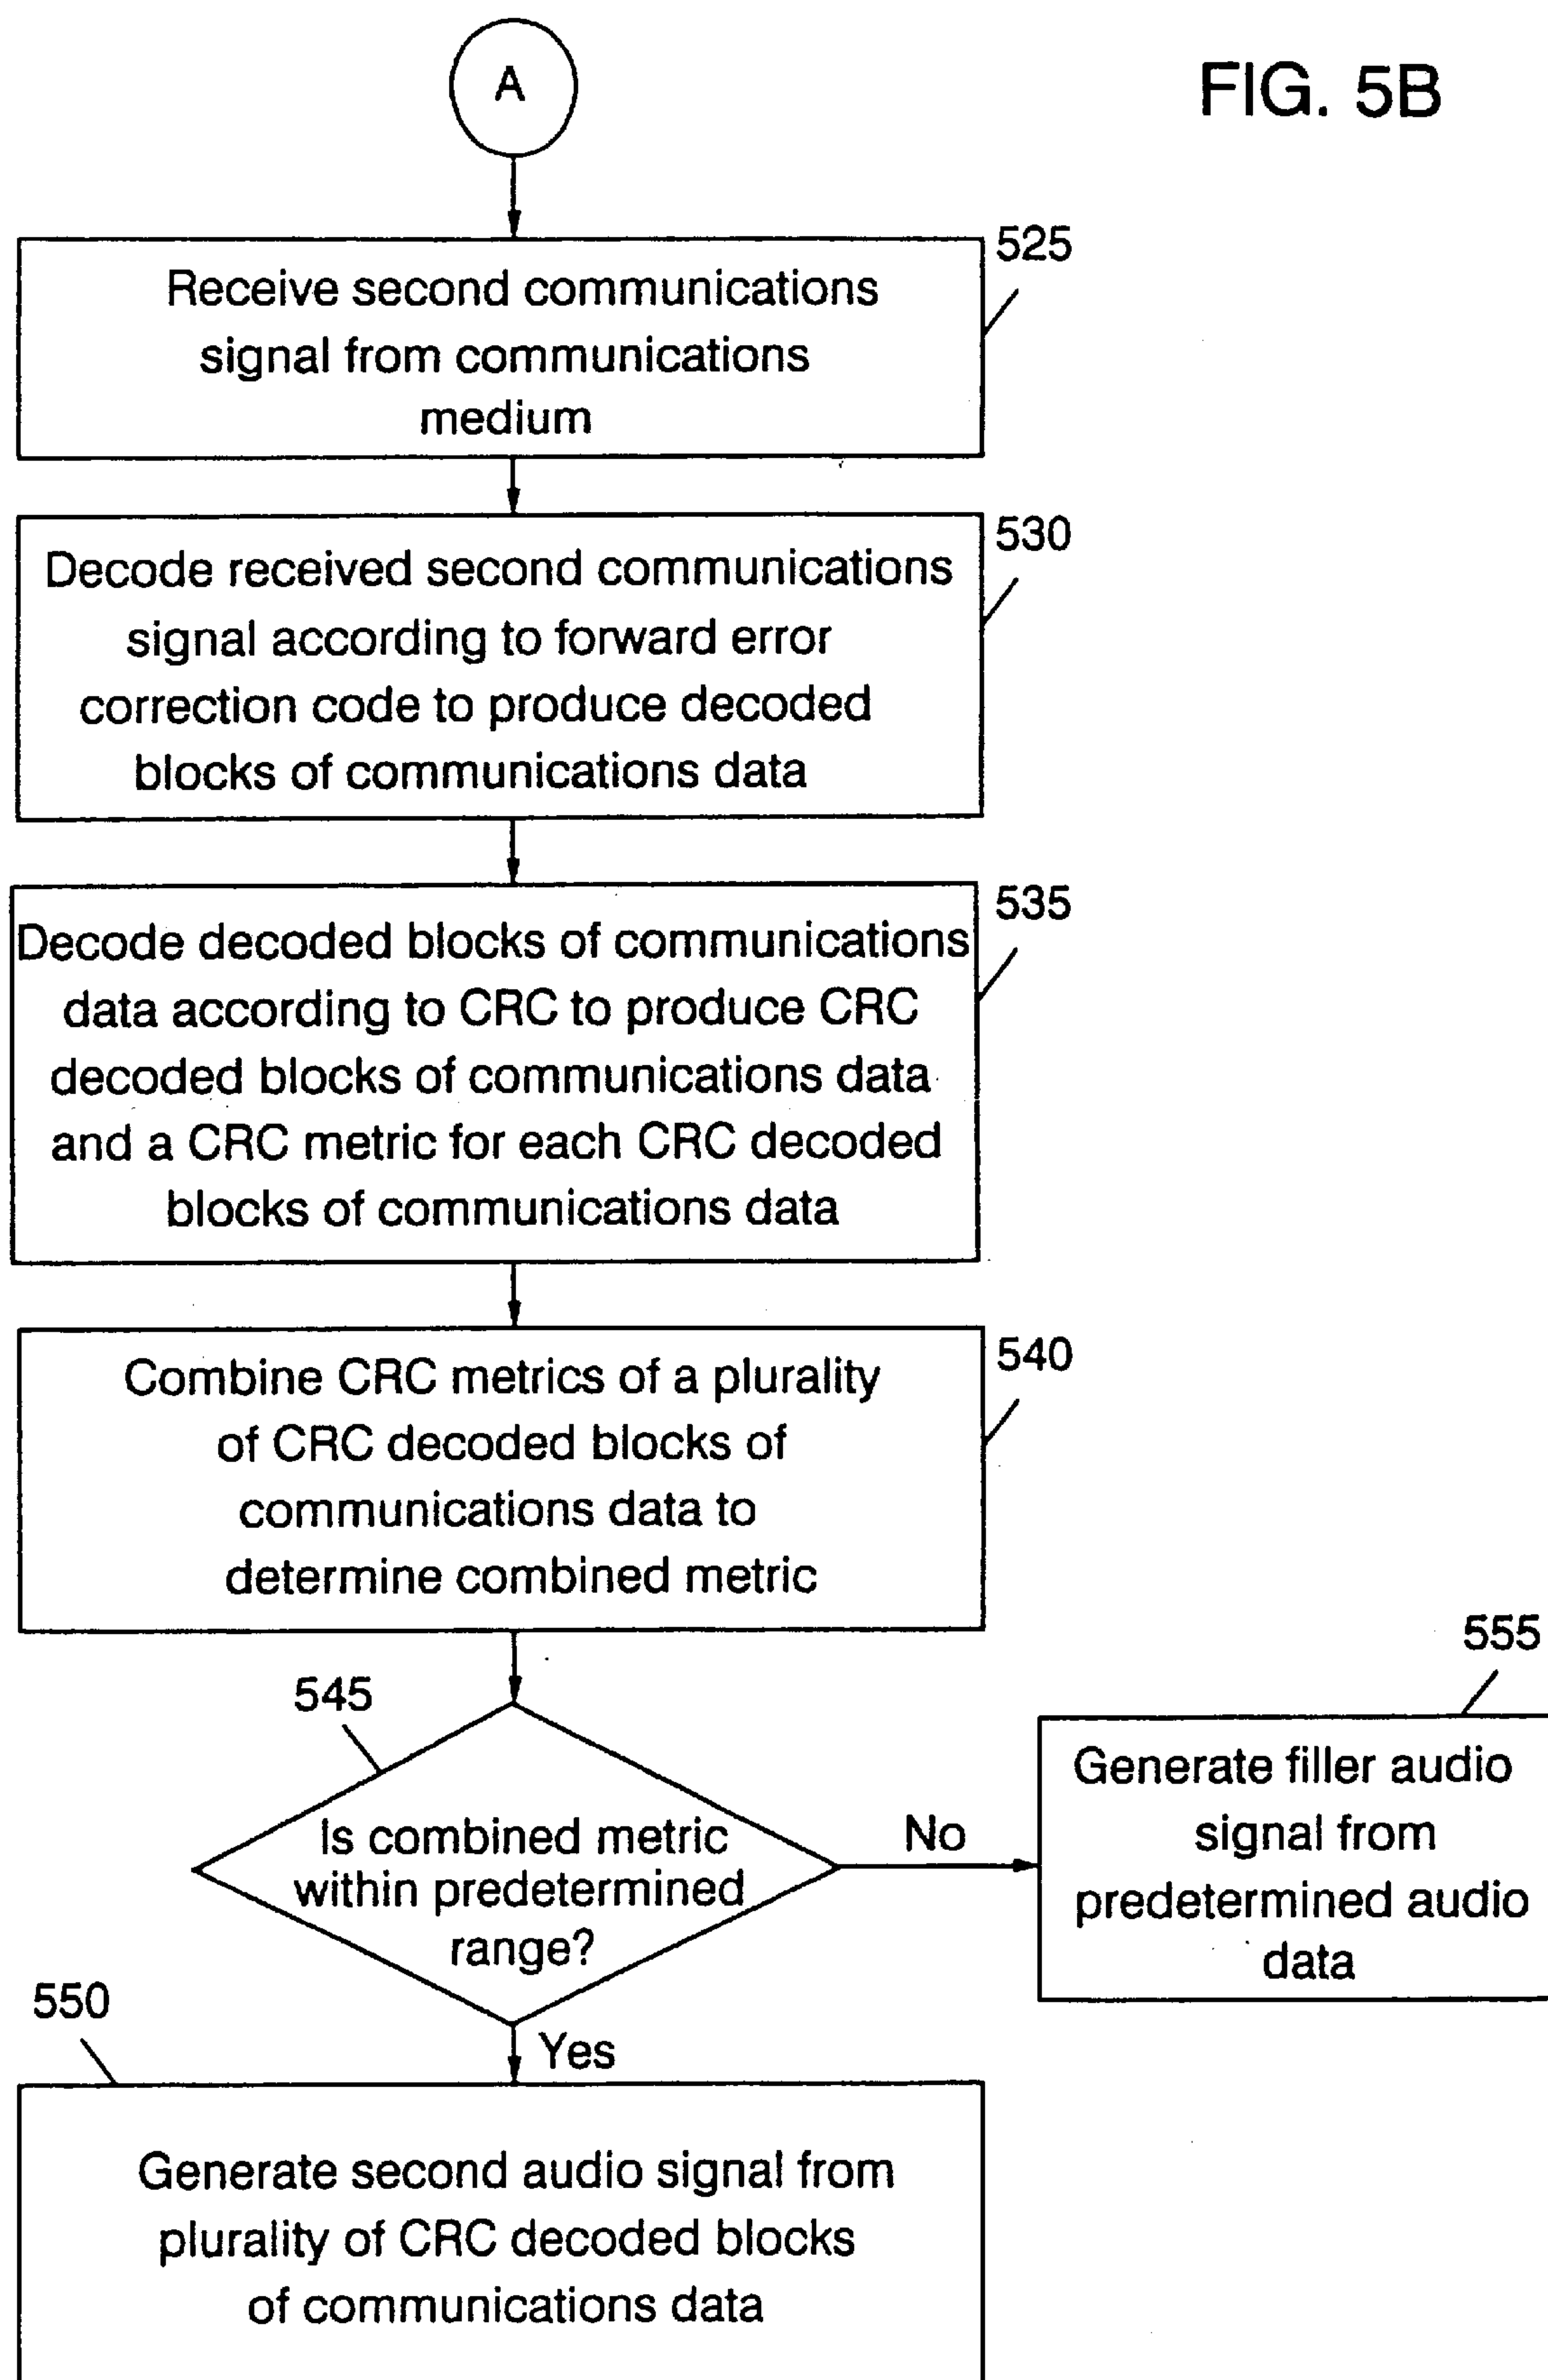 A
FIG. 5B
525
Receive second communications
signal from communications
medium
530
Decode received second communications
signal according to forward error
correction code to produce decoded
blocks of communications data
535
Decode decoded blocks of communications
data according to CRC to produce CRC
decoded blocks of communications data
and a CRC metric for each CRC decoded
blocks of communications data
540
Combine CRC metrics of a plurality
of CRC decoded blocks of
communications data to
determine combined metric
545
Is combined metric
within predetermined
range?
No
555
Generate filler audio
signal from
predetermined audio
data
Yes
550
Generate second audio signal from
plurality of CRC decoded blocks
of communications data